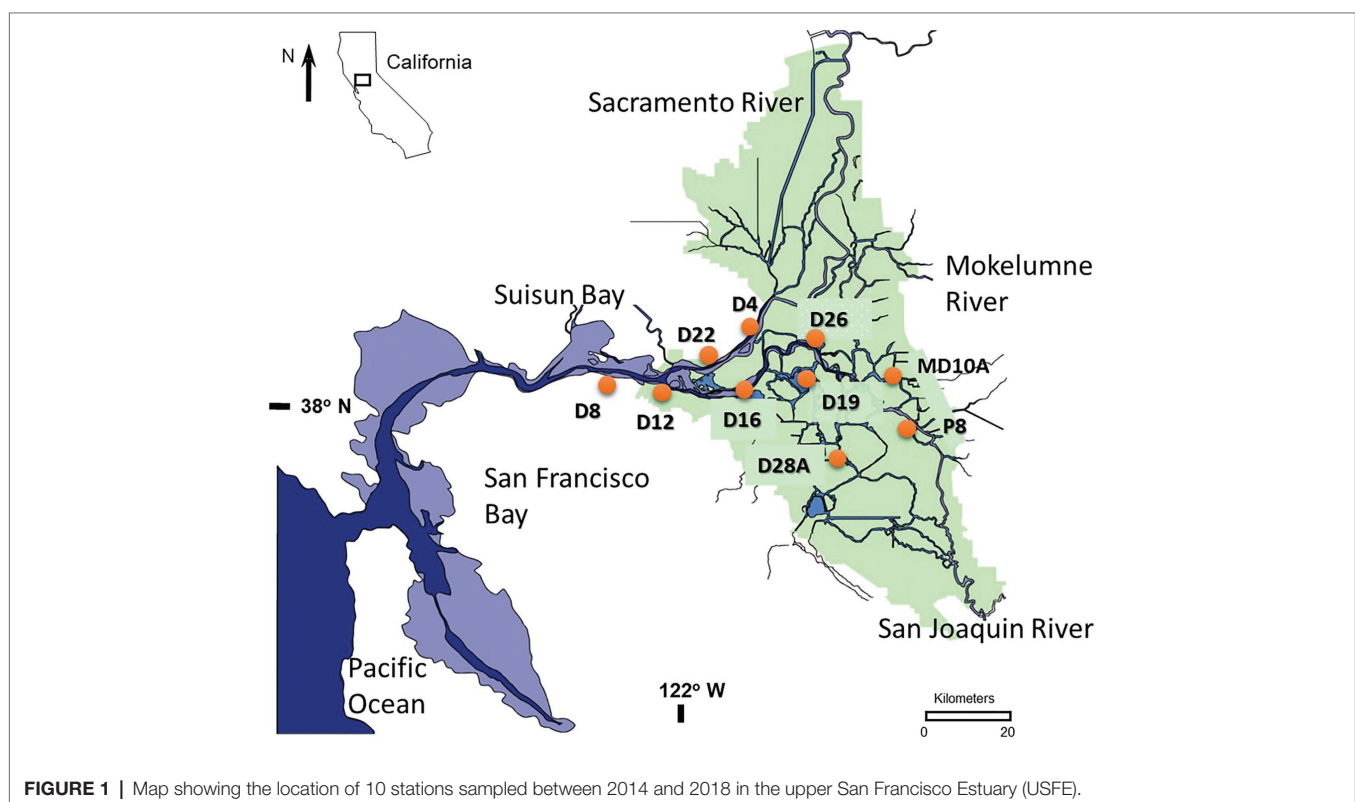 N
California
Sacramento River
Mokelumne
River
Suisun Bay
D4
D26
D22
MD10A
38° N
D8
D12
D16
D19
P8
D28A
San Francisco
Bay
San Joaquin River
Pacific
Ocean
122° W
Kilometers
0 20
FIGURE 1 | Map showing the location of 10 stations sampled between 2014 and 2018 in the upper San Francisco Estuary (USFE).